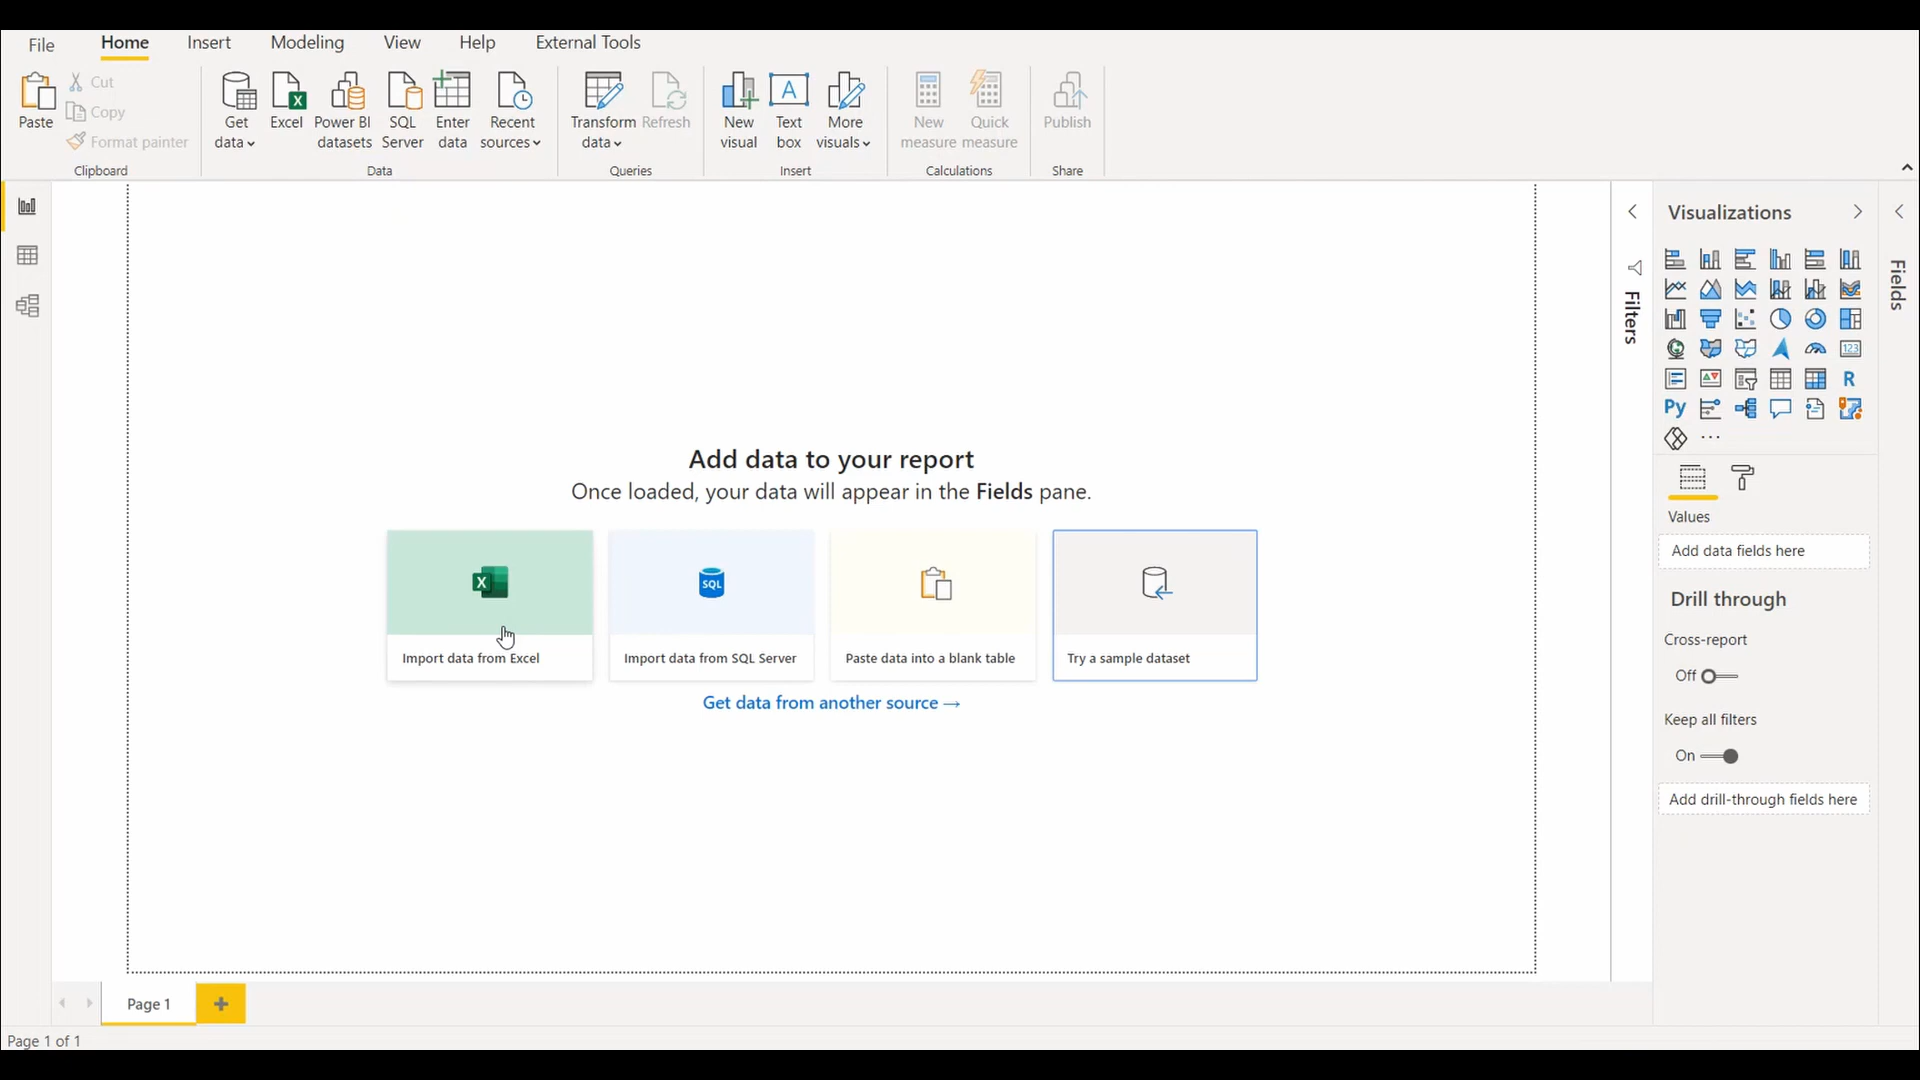 File
Home
Insert
Modeling
View
Help
External Tools
Paste
Cut
Copy
Format painter
Clipboard
Get
data
Excel
Power BI
datasets
SQL
Server
Enter
data
Recent
sources
Data
Transform
data
Refresh
Queries
New
visual
A
Text
box
More
visuals
Insert
New
measure
Quick
measure
Calculations
Publish
Share
Add data to your report
Once loaded, your data will appear in the Fields pane.
X
Import data from Excel
SQL
Import data from SQL Server
Paste data into a blank table
Try a sample dataset
Get data from another source →
Filters
Visualizations
123
R
Py
...
Values
Add data fields here
Drill through
Cross-report
Off
Keep all filters
On
Add drill-through fields here
Fields
Page 1
+
Page 1 of 1